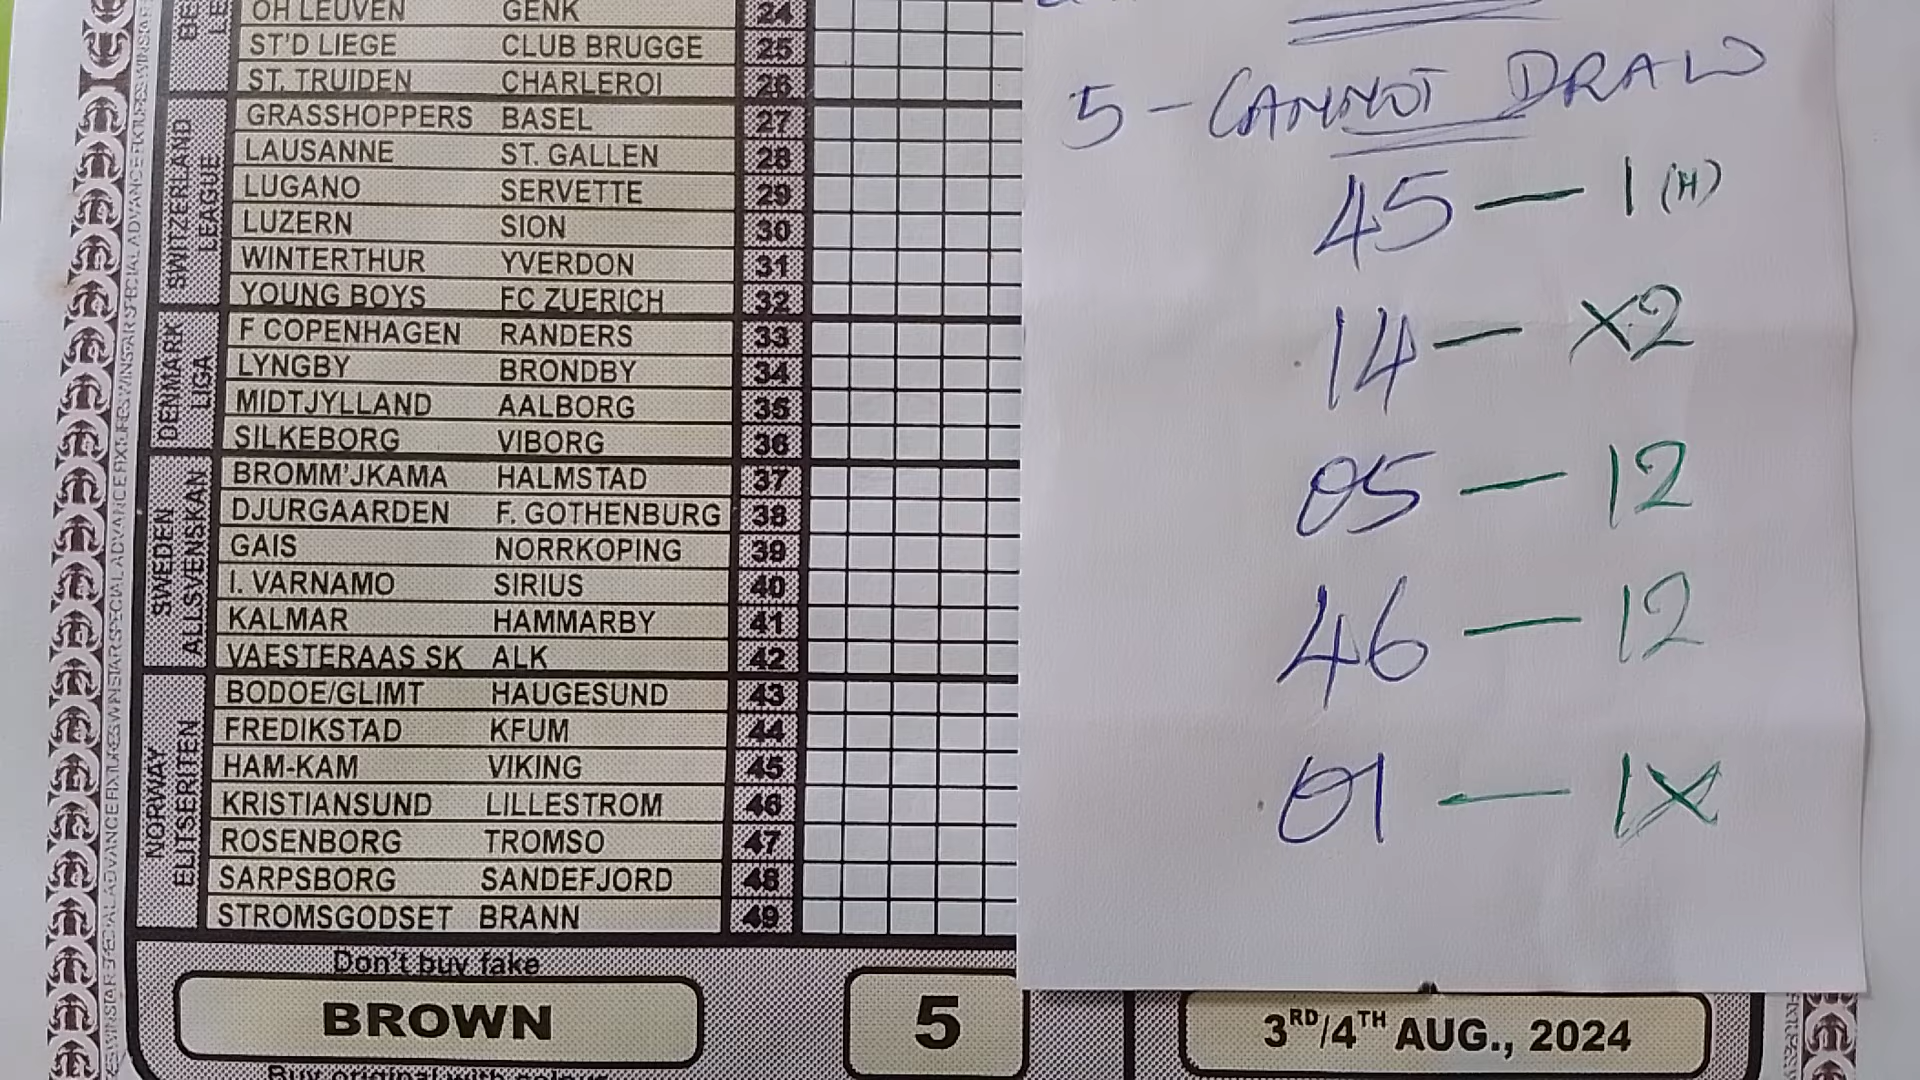 OH LEUVEN GENK 24
ST'D LIEGE CLUB BRUGGE 25
ST. TRUIDEN CHARLEROI 26
SWITZERLAND LEAGUE
GRASSHOPPERS BASEL 27
LAUSANNE ST. GALLEN 28
LUGANO SERVETTE 29
LUZERN SION 30
WINTERTHUR YVERDON 31
YOUNG BOYS FC ZUERICH 32
DENMARK LIGA
F COPENHAGEN RANDERS 33
LYNGBY BRONDBY 34
MIDTJYLLAND AALBORG 35
SILKEBORG VIBORG 36
SWEDEN ALLSVENSKAN
BROMM'JKAMA HALMSTAD 37
DJURGAARDEN F. GOTHENBURG 38
GAIS NORRKOPING 39
I. VARNAMO SIRIUS 40
KALMAR HAMMARBY 41
VAESTERAAS SK ALK 42
NORWAY ELITSERITEN
BODOE/GLIMT HAUGESUND 43
FREDIKSTAD KFUM 44
HAM-KAM VIKING 45
KRISTIANSUND LILLESTROM 46
ROSENBORG TROMSO 47
SARPSBORG SANDEFJORD 48
STROMSGODSET BRANN 49
Don't buy fake
BROWN
5
3RD/4TH AUG., 2024
5 - CANNOT DRAW
45 — 1 (H)
14 — X2
05 — 12
46 — 12
01 — 1X